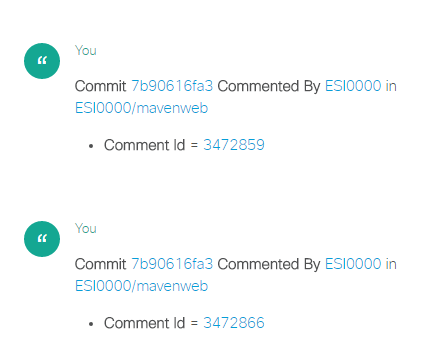 You
Commit 7b90616fa3 Commented By ESI0000 in
ESI0000/mavenweb
• Comment Id = 3472859
You
Commit 7b90616fa3 Commented By ESI0000 in
ESI0000/mavenweb
• Comment Id = 3472866